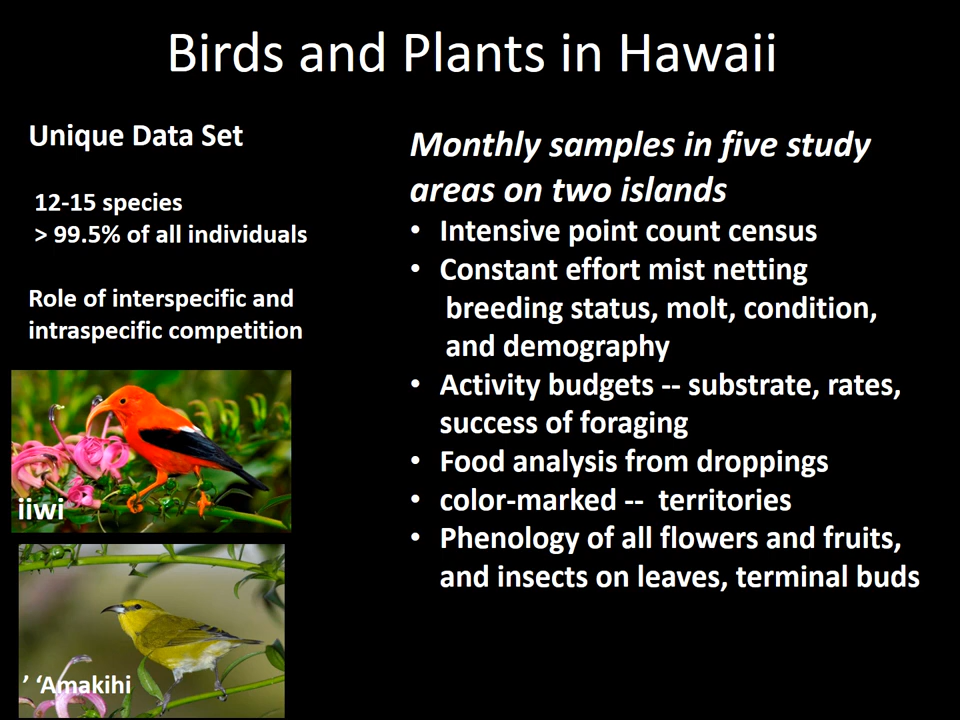 Birds and Plants in Hawaii
Unique Data Set
12-15 species
> 99.5% of all individuals
Role of interspecific and
intraspecific competition
iiwi
’ ‘Amakihi
Monthly samples in five study
areas on two islands
• Intensive point count census
• Constant effort mist netting
breeding status, molt, condition,
and demography
• Activity budgets -- substrate, rates,
success of foraging
• Food analysis from droppings
• color-marked -- territories
• Phenology of all flowers and fruits,
and insects on leaves, terminal buds